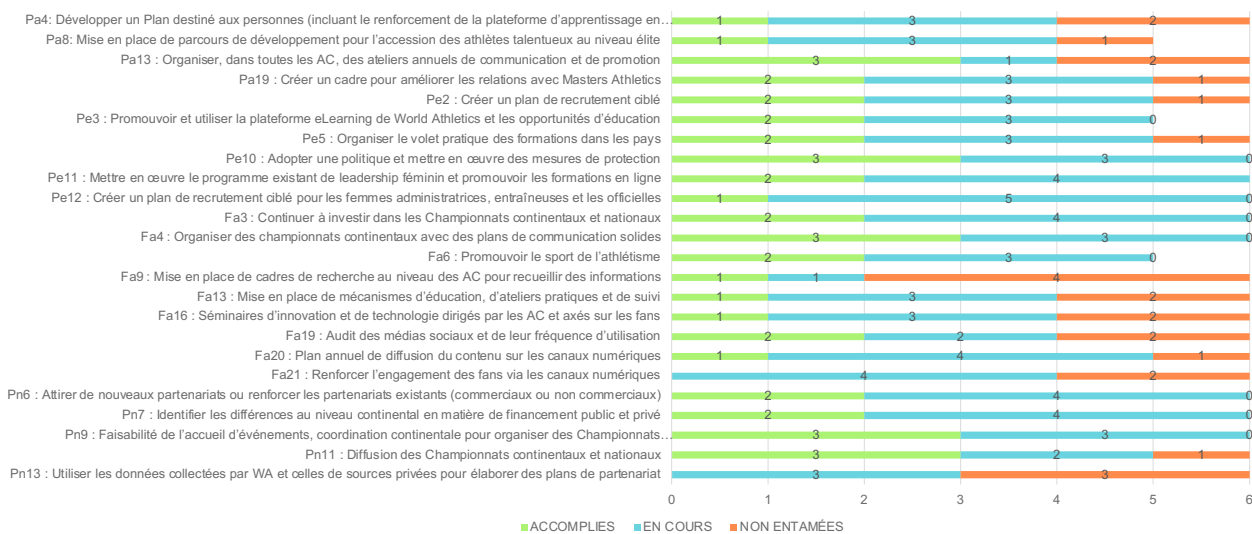 Pa4: Développer un Plan destiné aux personnes (incluant le renforcement de la plateforme d’apprentissage en… 1 3 2
Pa8: Mise en place de parcours de développement pour l’accession des athlètes talentueux au niveau élite 1 3 1
Pa13 : Organiser, dans toutes les AC, des ateliers annuels de communication et de promotion 3 1 2
Pa19 : Créer un cadre pour améliorer les relations avec Masters Athletics 2 3 1
Pe2 : Créer un plan de recrutement ciblé 2 3 1
Pe3 : Promouvoir et utiliser la plateforme eLearning de World Athletics et les opportunités d’éducation 2 3 0
Pe5 : Organiser le volet pratique des formations dans les pays 2 3 1
Pe10 : Adopter une politique et mettre en œuvre des mesures de protection 3 3 0
Pe11 : Mettre en œuvre le programme existant de leadership féminin et promouvoir les formations en ligne 2 4
Pe12 : Créer un plan de recrutement ciblé pour les femmes administratrices, entraîneuses et les officielles 1 5 0
Fa3 : Continuer à investir dans les Championnats continentaux et nationaux 2 4 0
Fa4 : Organiser des championnats continentaux avec des plans de communication solides 3 3 0
Fa6 : Promouvoir le sport de l’athlétisme 2 3 0
Fa9 : Mise en place de cadres de recherche au niveau des AC pour recueillir des informations 1 1 4
Fa13 : Mise en place de mécanismes d’éducation, d’ateliers pratiques et de suivi 1 3 2
Fa16 : Séminaires d’innovation et de technologie dirigés par les AC et axés sur les fans 1 3 2
Fa19 : Audit des médias sociaux et de leur fréquence d’utilisation 2 2 2
Fa20 : Plan annuel de diffusion du contenu sur les canaux numériques 1 4 1
Fa21 : Renforcer l’engagement des fans via les canaux numériques 4 2
Pn6 : Attirer de nouveaux partenariats ou renforcer les partenariats existants (commerciaux ou non commerciaux) 2 4 0
Pn7 : Identifier les différences au niveau continental en matière de financement public et privé 2 4 0
Pn9 : Faisabilité de l’accueil d’événements, coordination continentale pour organiser des Championnats… 3 3 0
Pn11 : Diffusion des Championnats continentaux et nationaux 3 2 1
Pn13 : Utiliser les données collectées par WA et celles de sources privées pour élaborer des plans de partenariat 3 3
0 1 2 3 4 5 6
ACCOMPLIES EN COURS NON ENTAMÉES